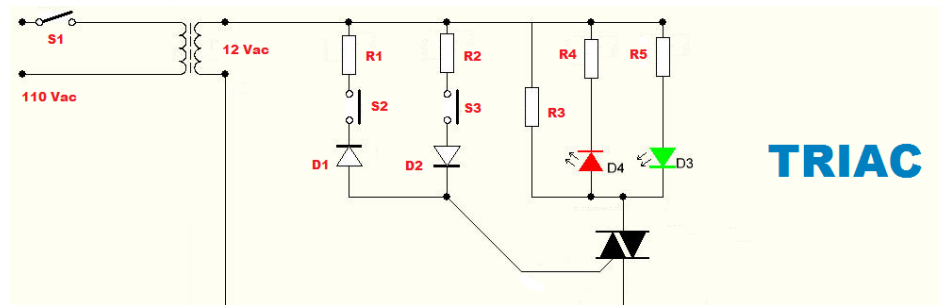 S1
12 Vac
110 Vac
R1
R2
R3
R4
R5
S2
S3
D1
D2
D4
D3
TRIAC